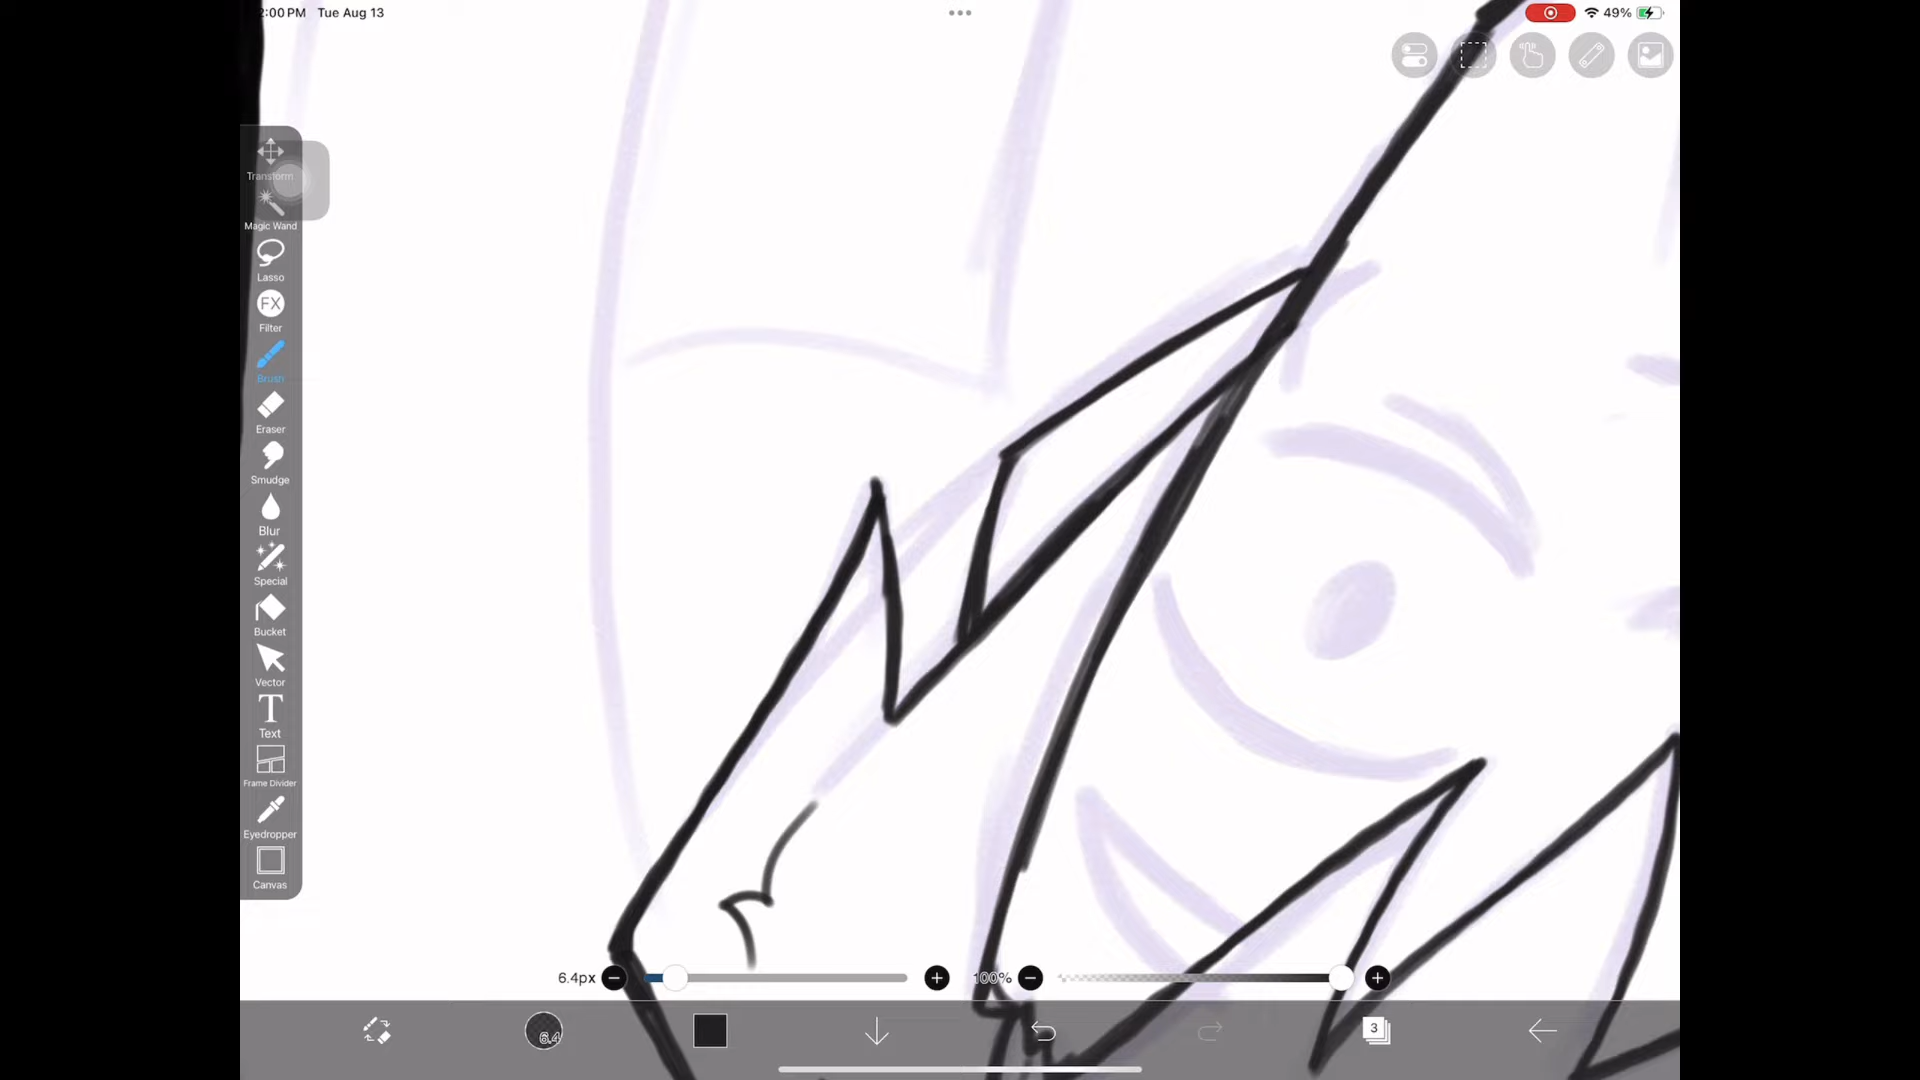 2:00 PM Tue Aug 13
49%
Transform
Magic Wand
Lasso
FX
Filter
Brush
Eraser
Smudge
Blur
Special
Bucket
Vector
T
Text
Frame Divider
Eyedropper
Canvas
6.4px
100%
6.4
3